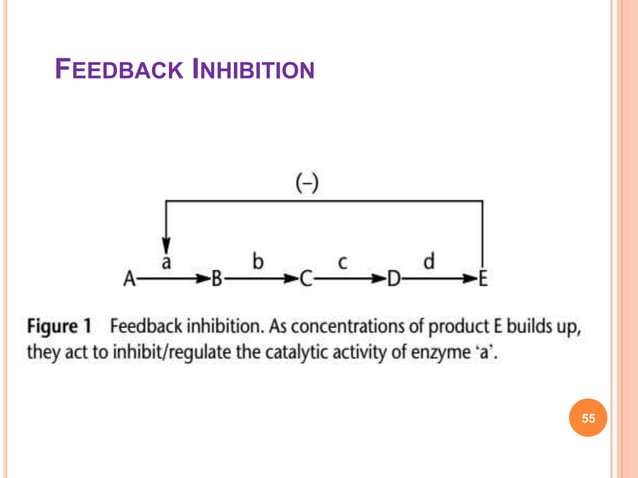 FEEDBACK INHIBITION
(–)
a b c d
A B C D E
Figure 1 Feedback inhibition. As concentrations of product E builds up,
they act to inhibit/regulate the catalytic activity of enzyme ‘a’.
55